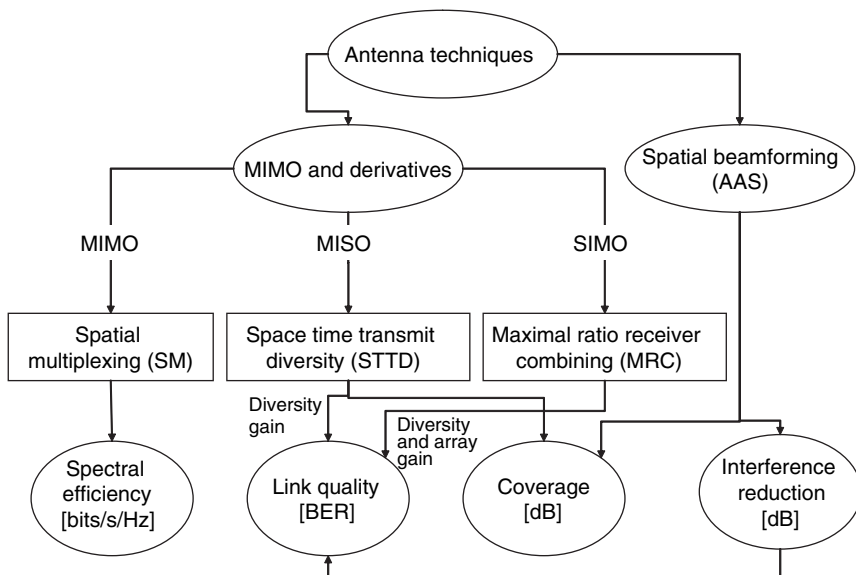 Antenna techniques
MIMO and derivatives
Spatial beamforming
(AAS)
MIMO
MISO
SIMO
Spatial
multiplexing (SM)
Space time transmit
diversity (STTD)
Maximal ratio receiver
combining (MRC)
Diversity
gain
Diversity
and array
gain
Spectral
efficiency
[bits/s/Hz]
Link quality
[BER]
Coverage
[dB]
Interference
reduction
[dB]